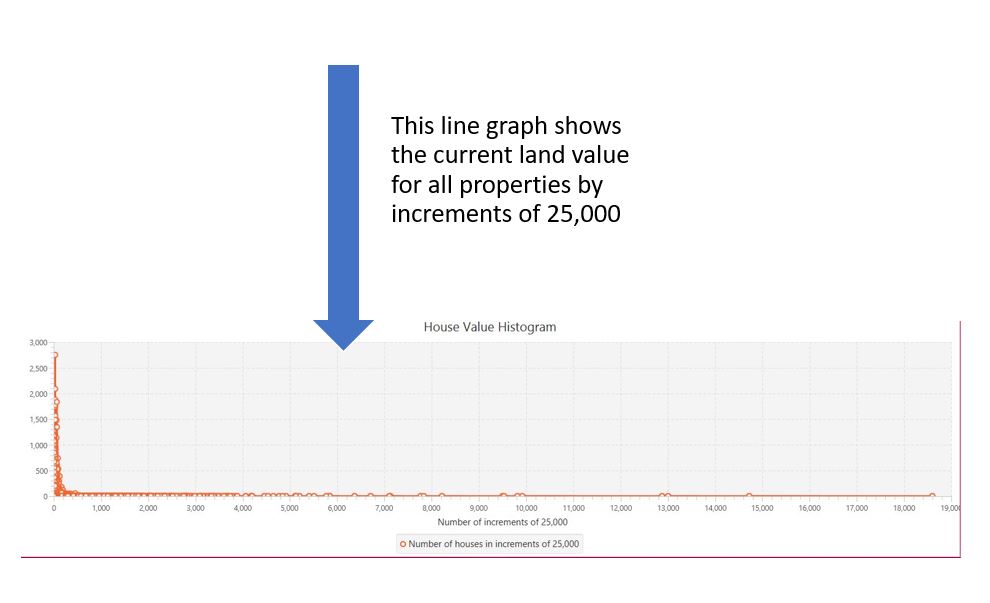 This line graph shows
the current land value
for all properties by
increments of 25,000
House Value Histogram
3,000
2,500
2,000
1,500
1,000
500
0
0 1,000 2,000 3,000 4,000 5,000 6,000 7,000 8,000 9,000 10,000 11,000 12,000 13,000 14,000 15,000 16,000 17,000 18,000 19,000
Number of increments of 25,000
Number of houses in increments of 25,000